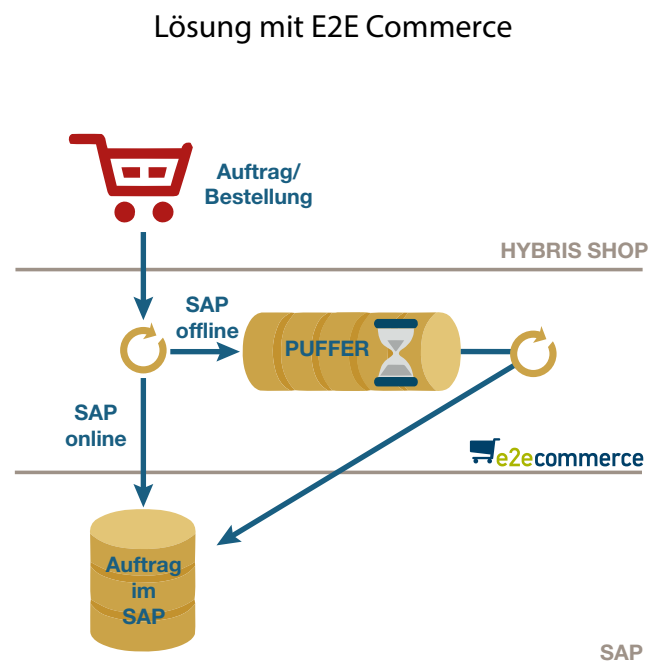 Lösung mit E2E Commerce
Auftrag/
Bestellung
HYBRIS SHOP
SAP
offline
PUFFER
SAP
online
e2ecommerce
Auftrag
im
SAP
SAP